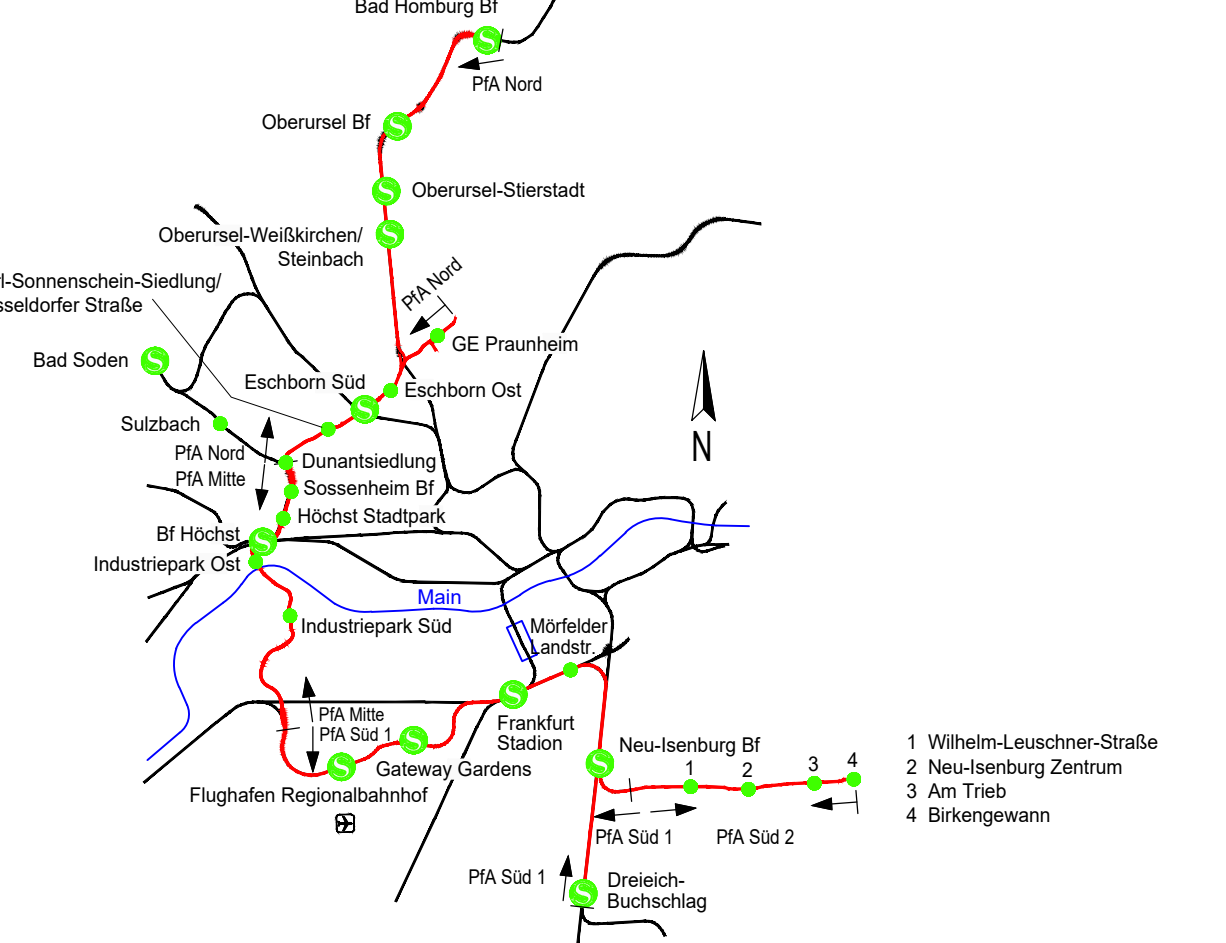 Bad Homburg Bf
PfA Nord
Oberursel Bf
Oberursel-Stierstadt
Oberursel-Weißkirchen/
Steinbach
rl-Sonnenschein-Siedlung/
sseldorfer Straße
PfA Nord
GE Praunheim
Bad Soden
Eschborn Süd
Eschborn Ost
Sulzbach
PfA Nord
PfA Mitte
Dunantsiedlung
Sossenheim Bf
Höchst Stadtpark
Bf Höchst
Industriepark Ost
N
Main
Industriepark Süd
Mörfelder
Landstr.
PfA Mitte
PfA Süd 1
Frankfurt
Stadion
Gateway Gardens
Flughafen Regionalbahnhof
Neu-Isenburg Bf
1
2
3
4
PfA Süd 1
PfA Süd 2
PfA Süd 1
Dreieich-
Buchschlag
1 Wilhelm-Leuschner-Straße
2 Neu-Isenburg Zentrum
3 Am Trieb
4 Birkengewann
S
S
S
S
S
S
S
S
S
S
S
S